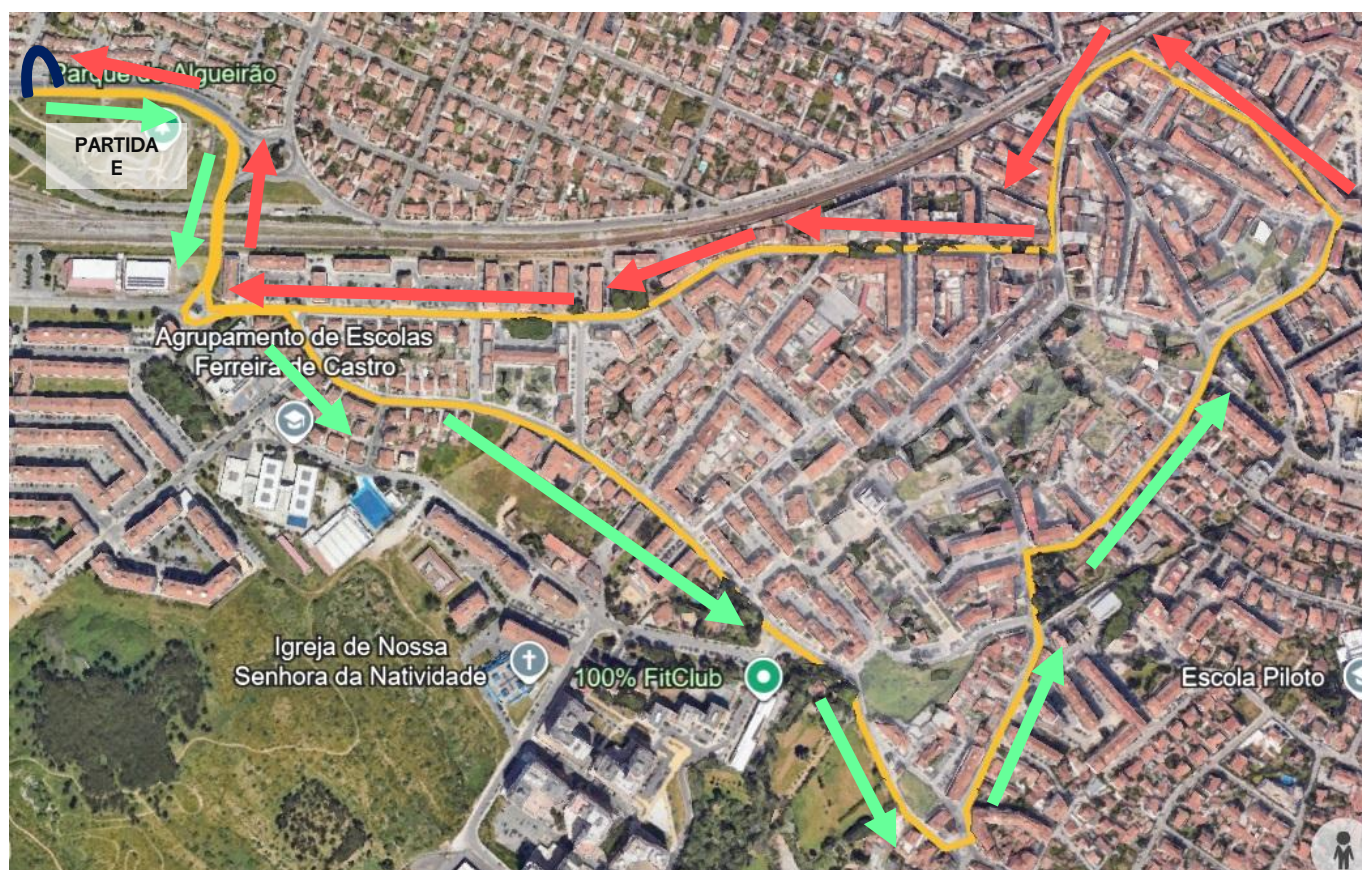 Parque do Algueirão
PARTIDA
E
Agrupamento de Escolas
Ferreira de Castro
Igreja de Nossa
Senhora da Natividade
100% FitClub
Escola Piloto